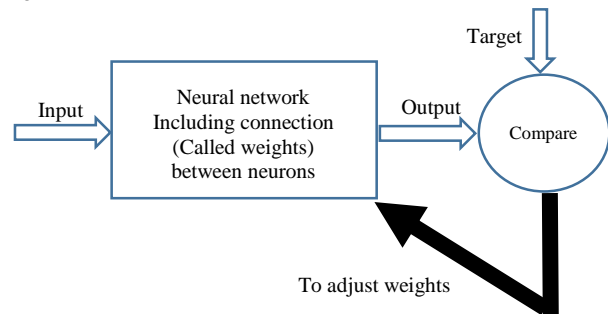 Target
Input
Neural network
Including connection
(Called weights)
between neurons
Output
Compare
To adjust weights